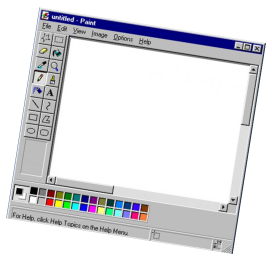 untitled - Paint
File Edit View Image Options Help
A
For Help, click Help Topics on the Help Menu.